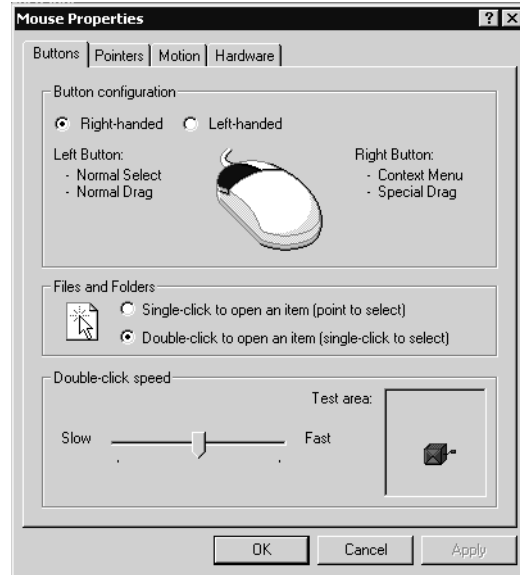 Mouse Properties
Buttons Pointers Motion Hardware
Button configuration
Right-handed Left-handed
Left Button:
- Normal Select
- Normal Drag
Right Button:
- Context Menu
- Special Drag
Files and Folders
Single-click to open an item (point to select)
Double-click to open an item (single-click to select)
Double-click speed
Test area:
Slow Fast
OK Cancel Apply